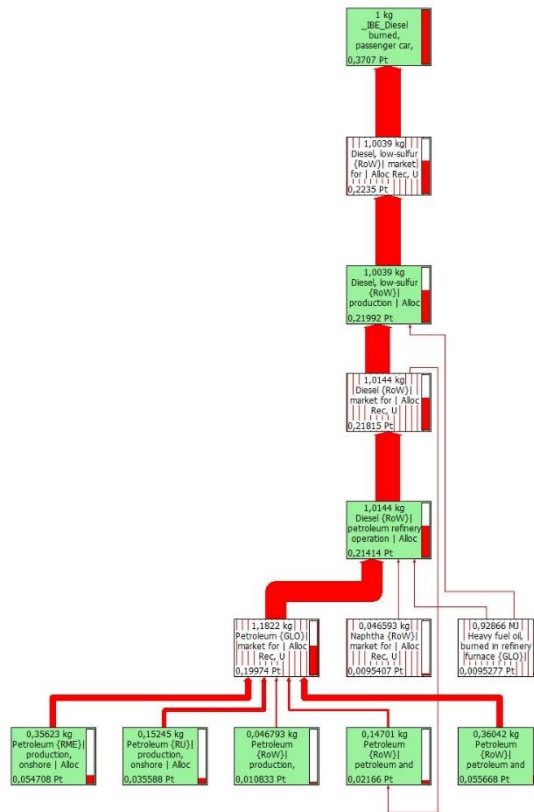 1 kg
_IBE_Diesel
burned,
passenger car,
0,3707 Pt
1,0039 kg
Diesel, low-sulfur
{RoW}| market
for | Alloc Rec, U
0,2235 Pt
1,0039 kg
Diesel, low-sulfur
{RoW}|
production | Alloc
0,21992 Pt
1,0144 kg
Diesel {RoW}|
market for | Alloc
Rec, U
0,21815 Pt
1,0144 kg
Diesel {RoW}|
petroleum refinery
operation | Alloc
0,21414 Pt
1,1822 kg
Petroleum {GLO}|
market for | Alloc
Rec, U
0,19974 Pt
0,046593 kg
Naphtha {RoW}|
market for | Alloc
Rec, U
0,0095407 Pt
0,92866 MJ
Heavy fuel oil,
burned in refinery
furnace {GLO}|
0,0095277 Pt
0,35623 kg
Petroleum {RME}|
production,
onshore | Alloc
0,054708 Pt
0,15245 kg
Petroleum {RU}|
production,
onshore | Alloc
0,035588 Pt
0,046793 kg
Petroleum
{RoW}|
production,
0,010833 Pt
0,14701 kg
Petroleum
{RoW}|
petroleum and
0,02166 Pt
0,36042 kg
Petroleum
{RoW}|
petroleum and
0,055668 Pt